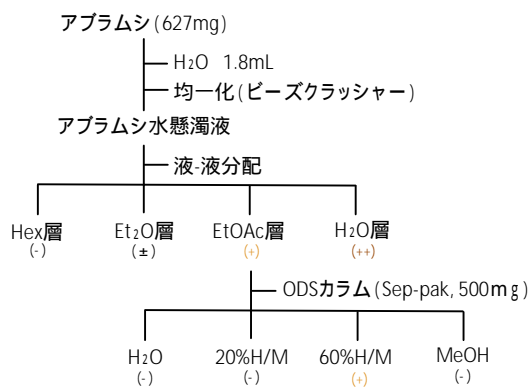 アブラムシ(627mg)
H2O 1.8mL
均一化(ビーズクラッシャー)
アブラムシ水懸濁液
液-液分配
Hex層 Et2O層 EtOAc層 H2O層
(-) (±) (+) (++)
ODSカラム(Sep-pak, 500mg)
H2O 20%H/M 60%H/M MeOH
(-) (-) (+) (-)